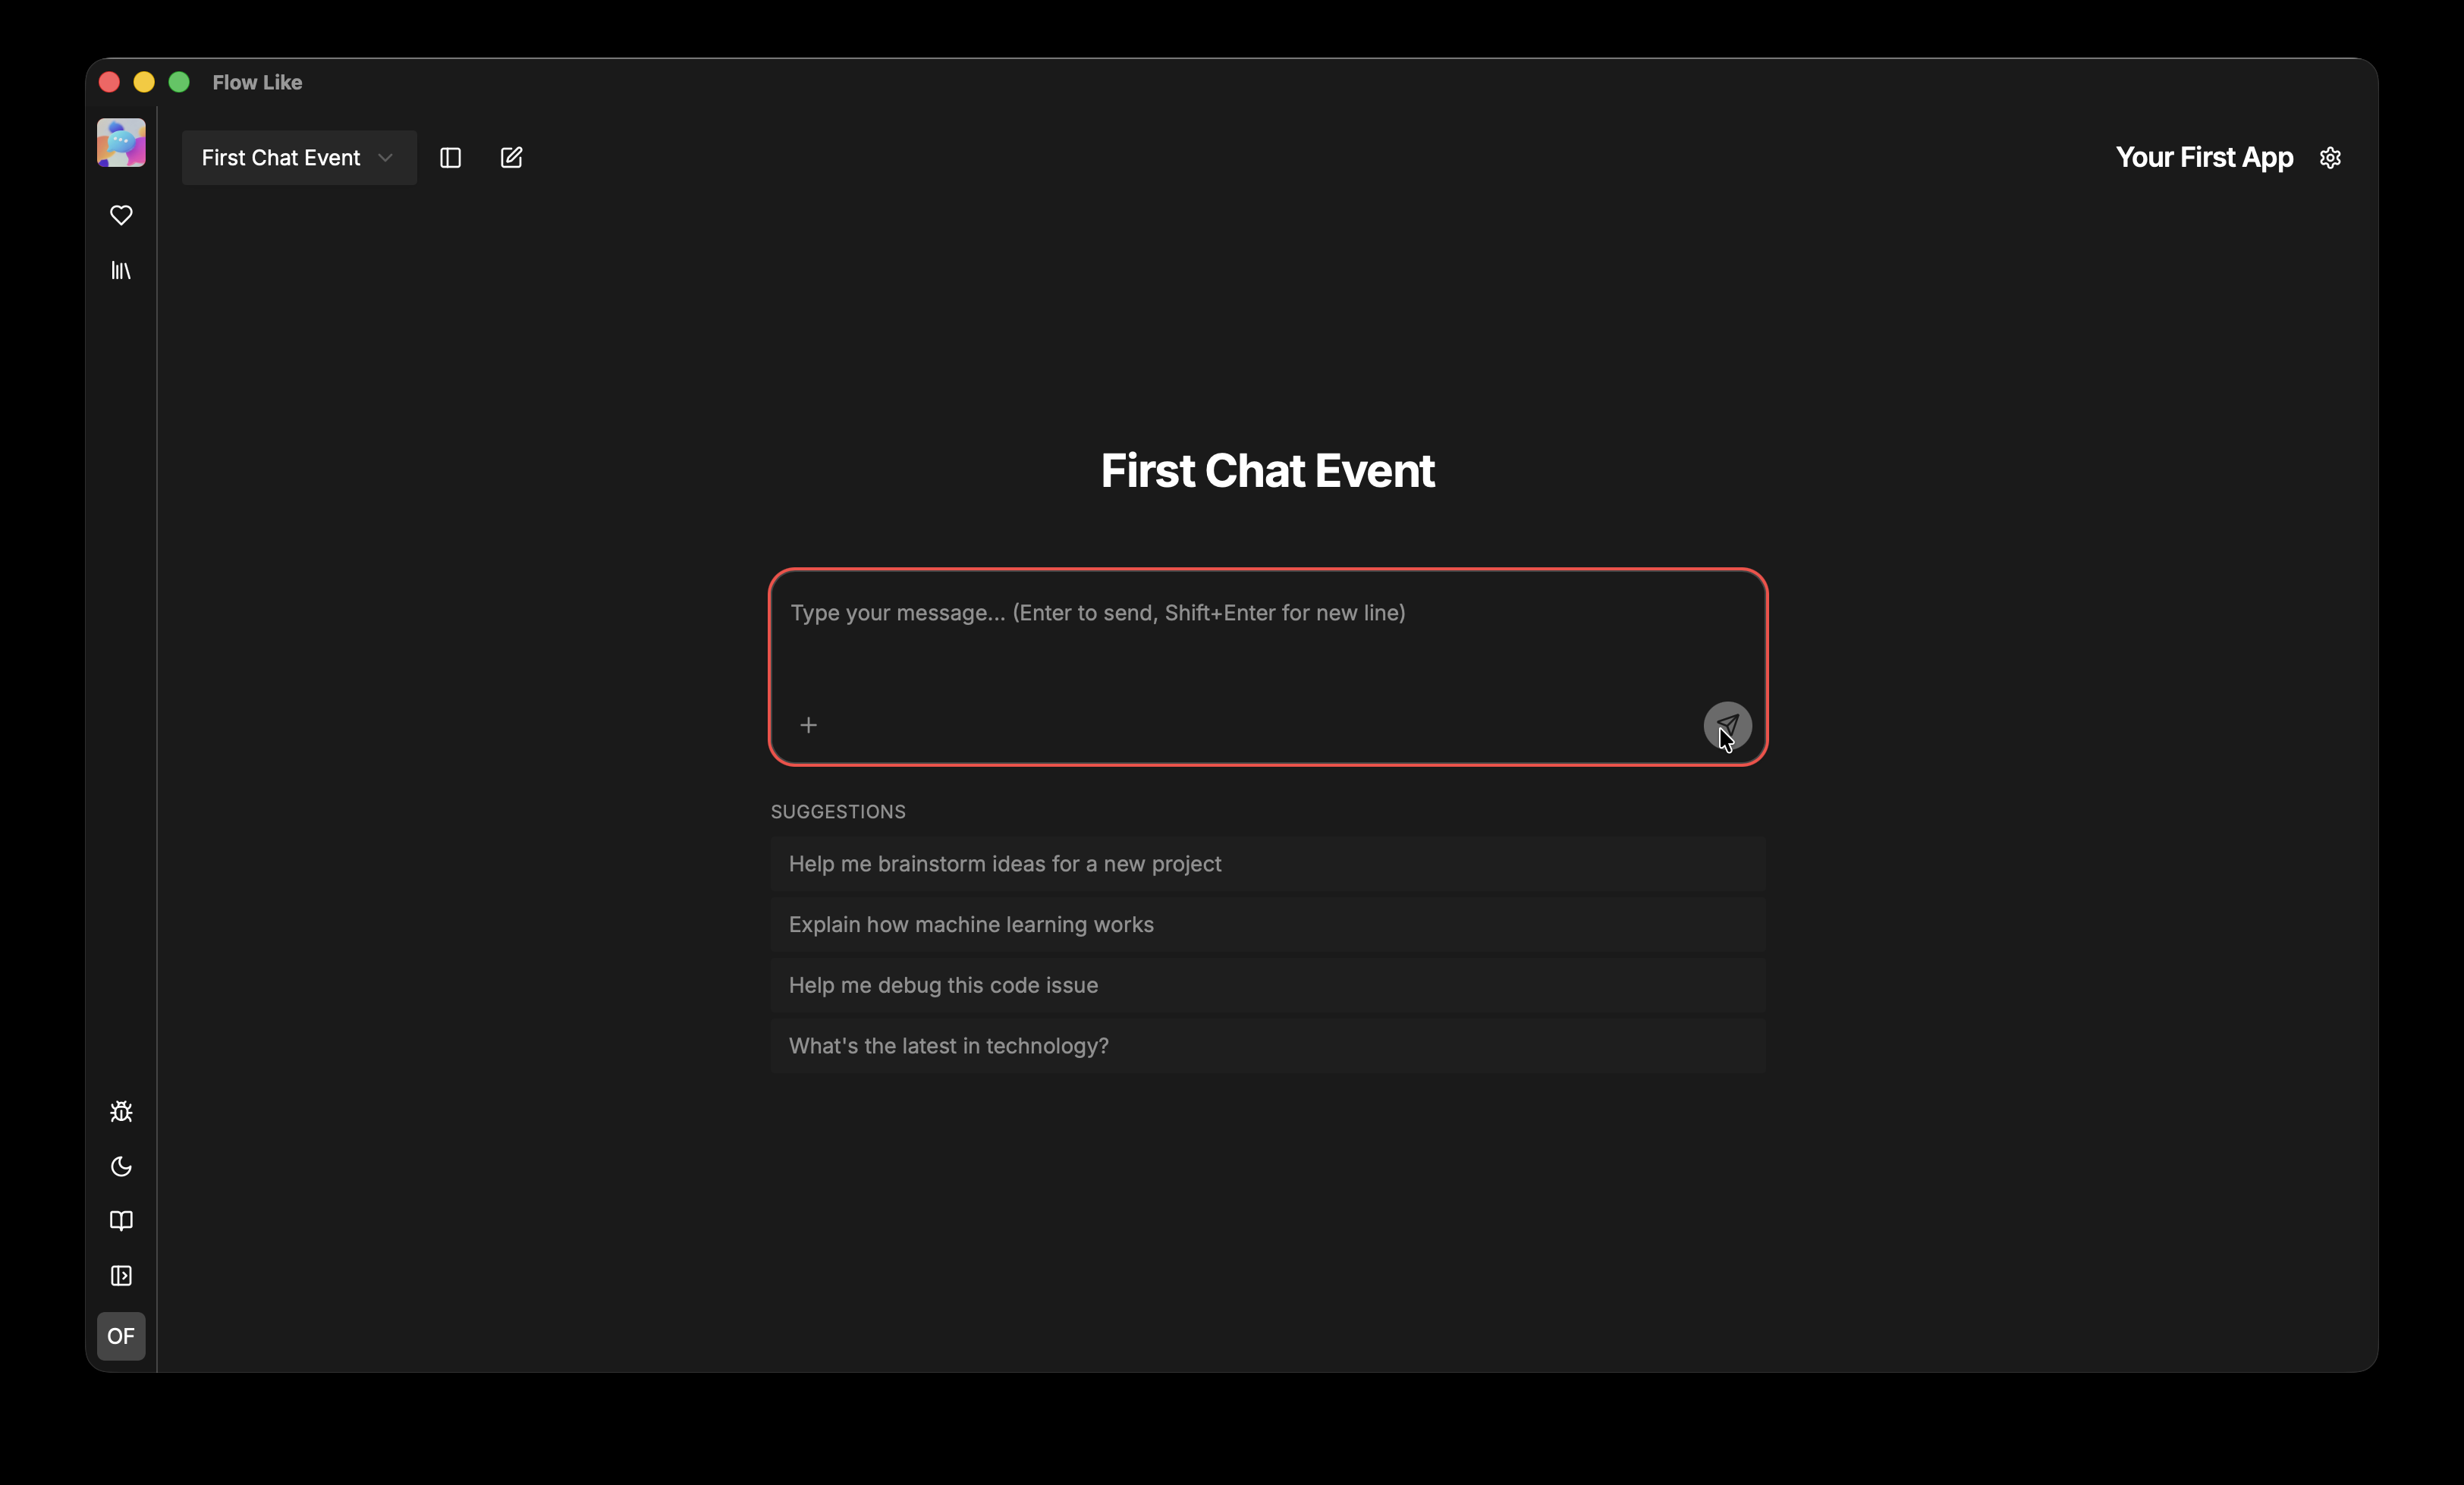 Flow Like
First Chat Event
Your First App
First Chat Event
Type your message... (Enter to send, Shift+Enter for new line)
SUGGESTIONS
Help me brainstorm ideas for a new project
Explain how machine learning works
Help me debug this code issue
What's the latest in technology?
OF